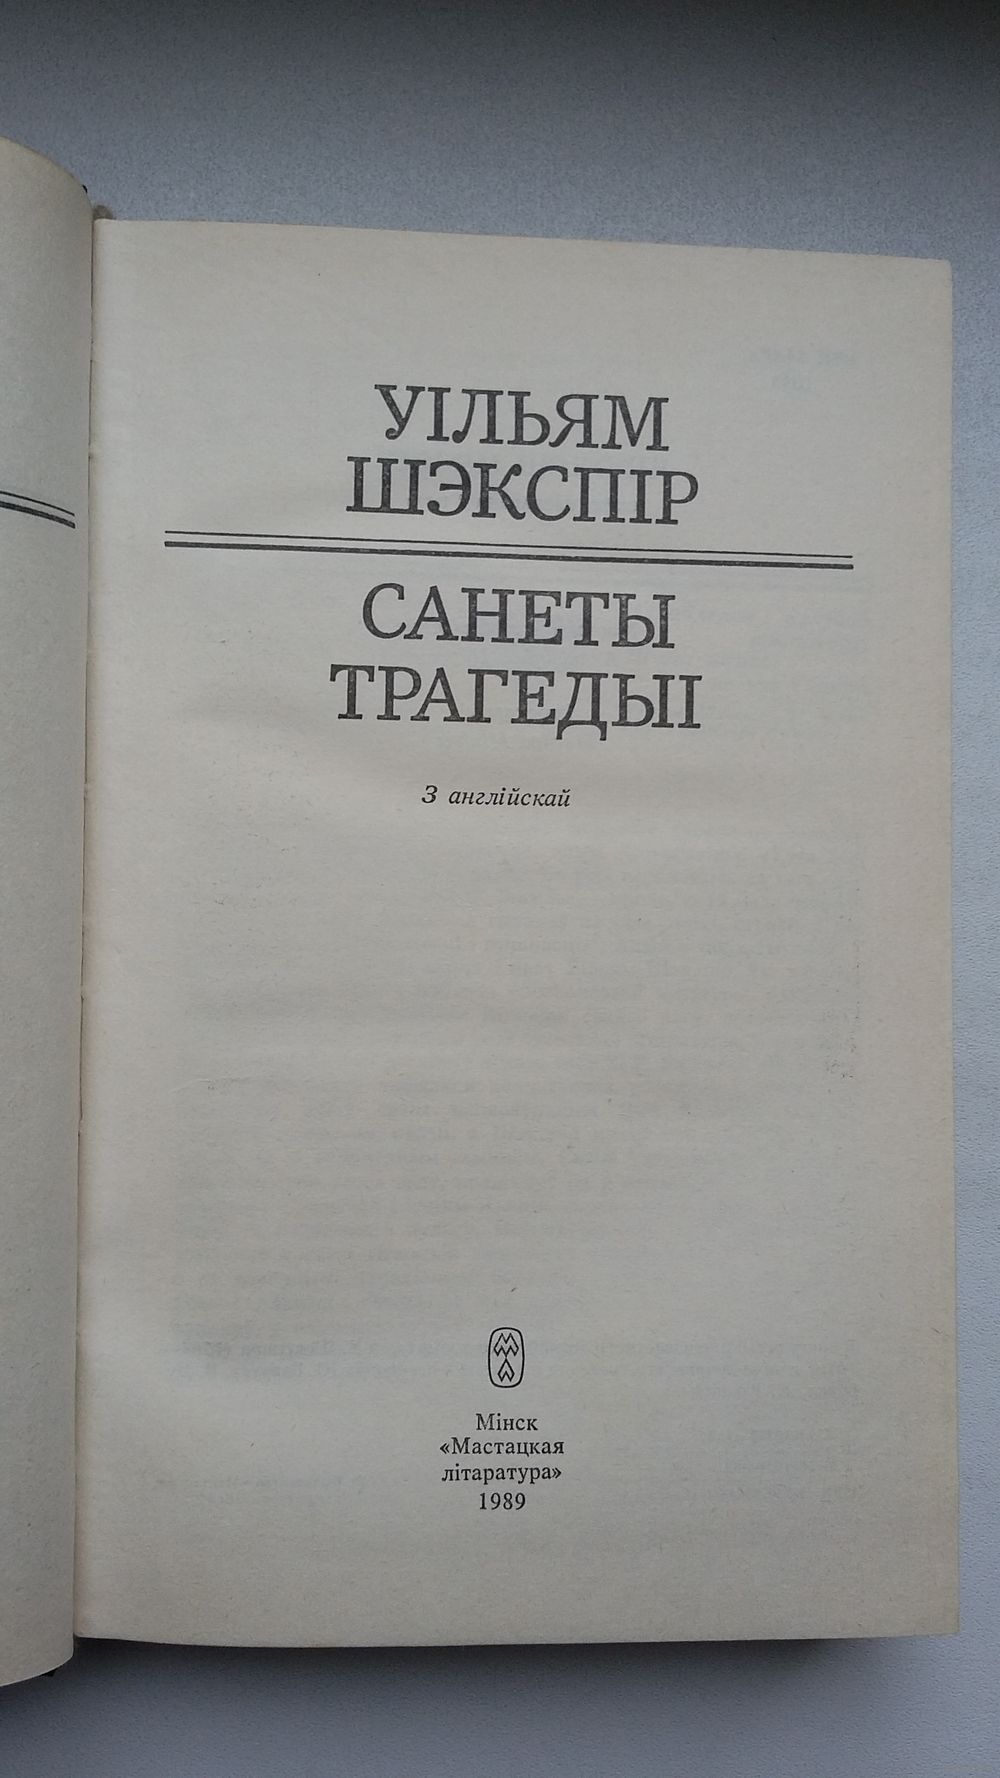 УІЛЬЯМ
ШЭКСПІР
САНЕТЫ
ТРАГЕДЫІ
З англійскай
Мінск
«Мастацкая
літаратура»
1989